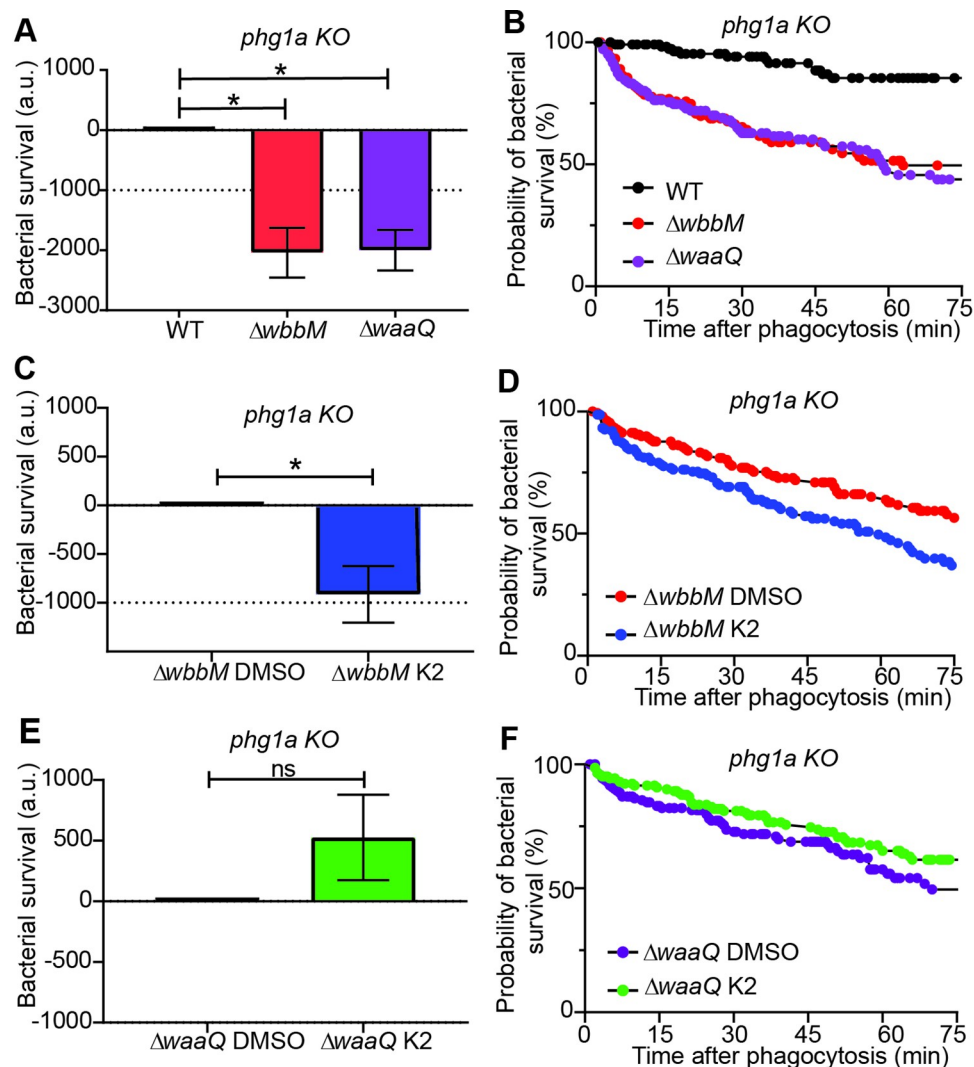 A
phg1a KO
Bacterial survival (a.u.)
1000
0
-1000
-2000
-3000
*
*
WT
ΔwbbM
ΔwaaQ
B
phg1a KO
Probability of bacterial
survival (%)
100
50
0
WT
ΔwbbM
ΔwaaQ
0
15
30
45
60
75
Time after phagocytosis (min)
C
phg1a KO
Bacterial survival (a.u.)
1000
500
0
-500
-1000
*
ΔwbbM DMSO
ΔwbbM K2
D
phg1a KO
Probability of bacterial
survival (%)
100
50
0
ΔwbbM DMSO
ΔwbbM K2
0
15
30
45
60
75
Time after phagocytosis (min)
E
phg1a KO
ns
Bacterial survival (a.u.)
1000
500
0
-500
-1000
ΔwaaQ DMSO
ΔwaaQ K2
F
phg1a KO
Probability of bacterial
survival (%)
100
50
0
ΔwaaQ DMSO
ΔwaaQ K2
0
15
30
45
60
75
Time after phagocytosis (min)